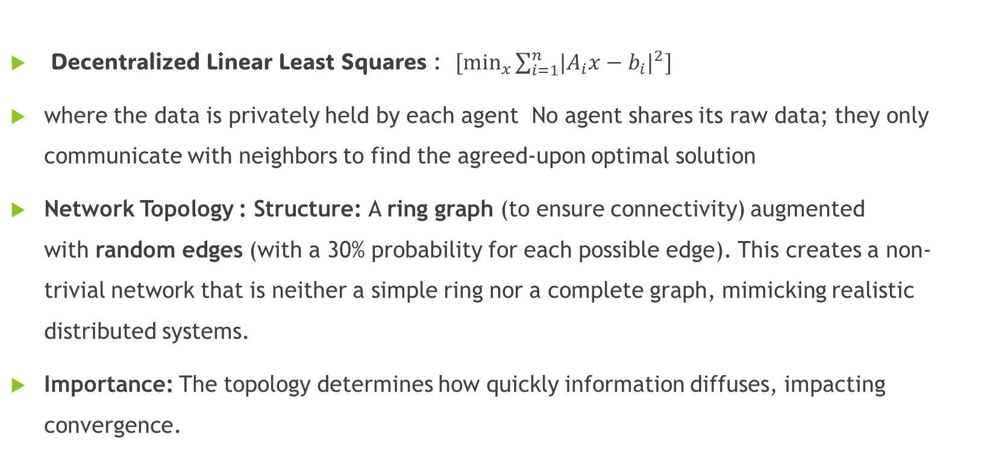 Decentralized Linear Least Squares : [minₓ ∑ⁿᵢ₌₁|Aᵢx − bᵢ|²]
where the data is privately held by each agent  No agent shares its raw data; they only
communicate with neighbors to find the agreed-upon optimal solution
Network Topology : Structure: A ring graph (to ensure connectivity) augmented
with random edges (with a 30% probability for each possible edge). This creates a non-
trivial network that is neither a simple ring nor a complete graph, mimicking realistic
distributed systems.
Importance: The topology determines how quickly information diffuses, impacting
convergence.